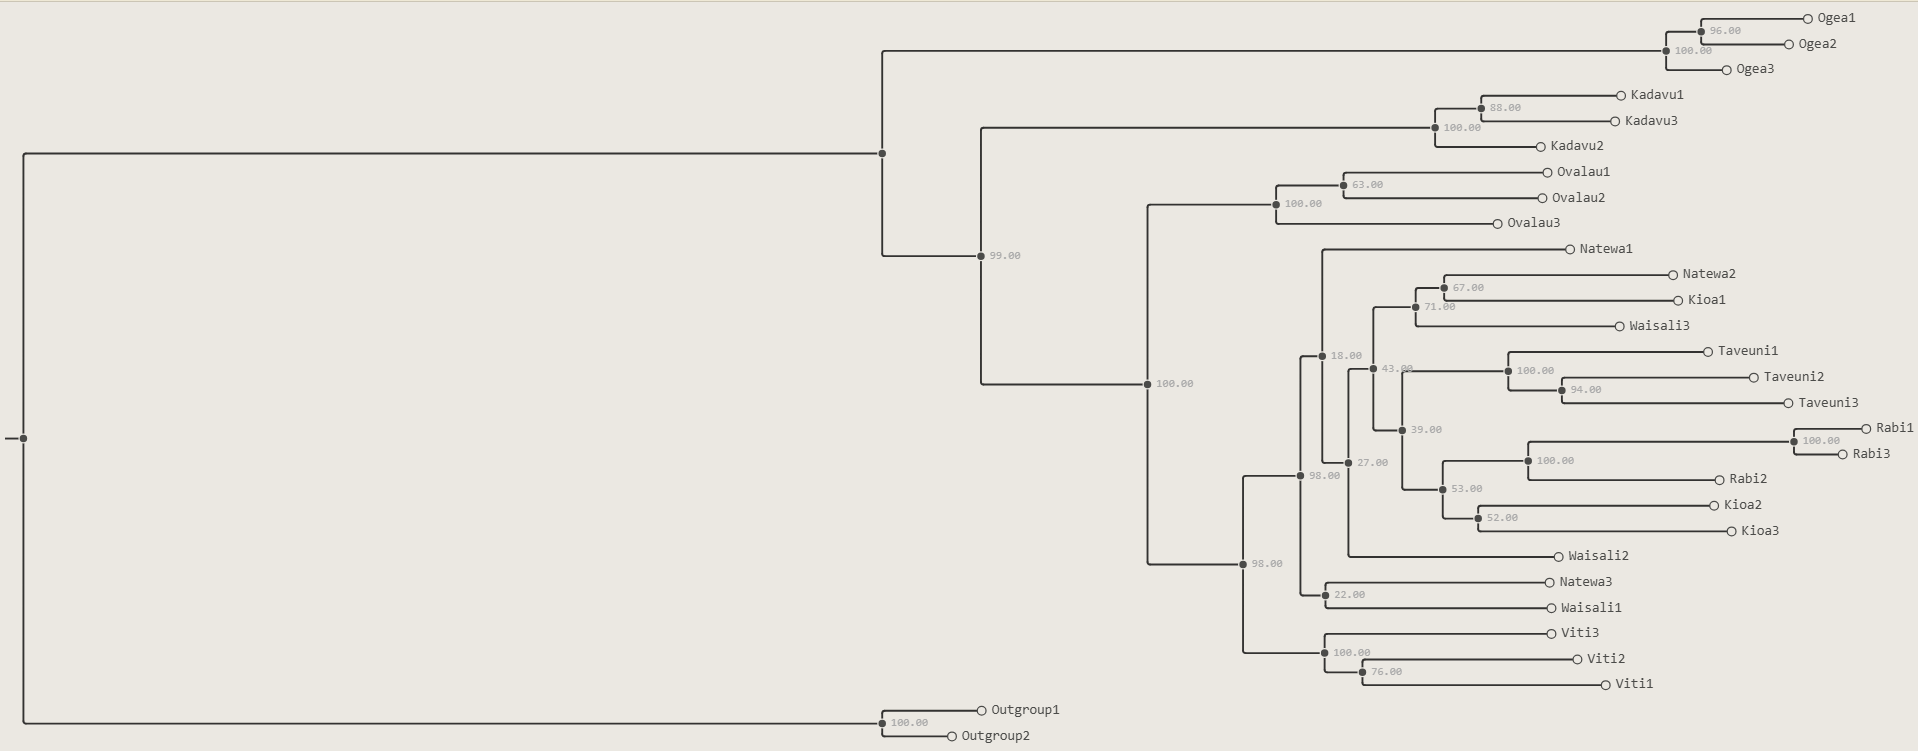 Ogea1
96.00
Ogea2
100.00
Ogea3
Kadavu1
88.00
Kadavu3
100.00
Kadavu2
Ovalau1
63.00
Ovalau2
100.00
Ovalau3
Natewa1
99.00
Natewa2
67.00
Kioa1
71.00
Waisali3
Taveuni1
18.00
43.00
100.00
Taveuni2
100.00
94.00
Taveuni3
Rabi1
39.00
100.00
Rabi3
27.00
100.00
98.00
Rabi2
53.00
Kioa2
52.00
Kioa3
Waisali2
98.00
Natewa3
22.00
Waisali1
Viti3
100.00
Viti2
76.00
Viti1
Outgroup1
100.00
Outgroup2